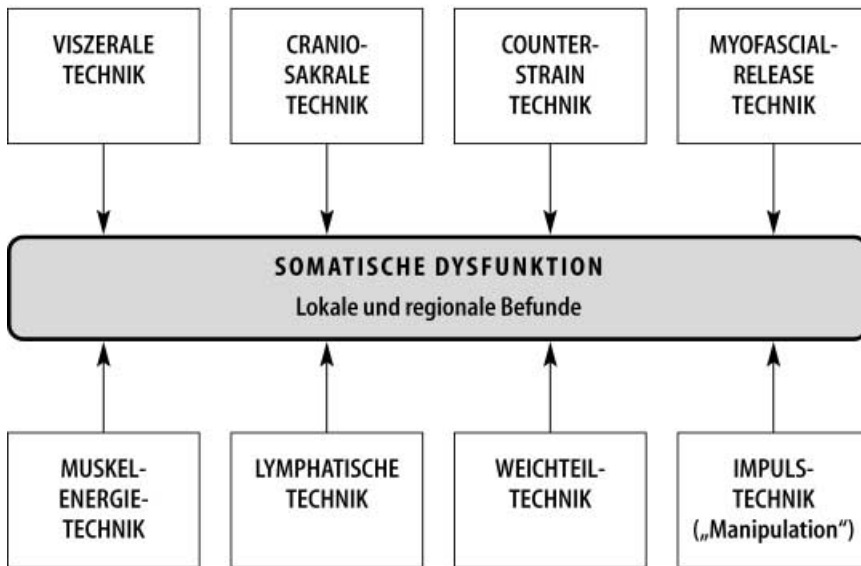 VISZERALE
TECHNIK
CRANIO-
SAKRALE
TECHNIK
COUNTER-
STRAIN
TECHNIK
MYOFASCIAL-
RELEASE
TECHNIK
SOMATISCHE DYSFUNKTION
Lokale und regionale Befunde
MUSKEL-
ENERGIE-
TECHNIK
LYMPHATISCHE
TECHNIK
WEICHTEIL-
TECHNIK
IMPULS-
TECHNIK
(„Manipulation“)